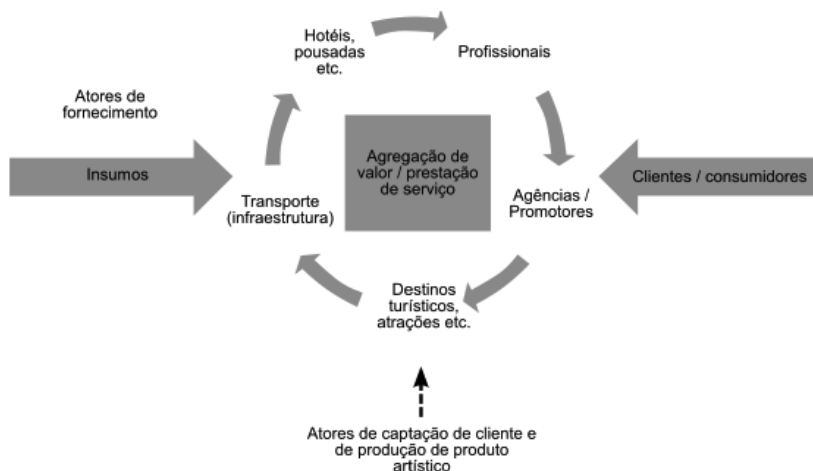 Hotéis,
pousadas
etc.
Profissionais
Atores de
fornecimento
Insumos
Agregação de
valor / prestação
de serviço
Clientes / consumidores
Transporte
(infraestrutura)
Agências /
Promotores
Destinos
turísticos,
atrações etc.
Atores de captação de cliente e
de produção de produto
artístico